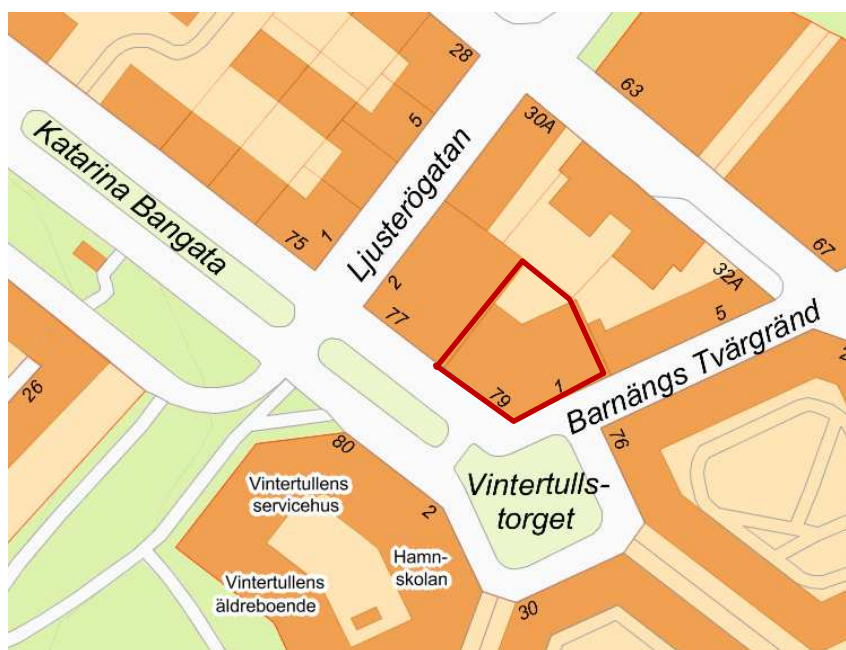 28
63
30A
5
Katarina Bangata
Ljusterögatan
75
1
67
32A
2
5
77
Barnängs Tvärgränd
26
79
1
76
80
Vintertullens
servicehus
Vintertulls-
torget
2
Hamn-
skolan
Vintertullens
äldreboende
30